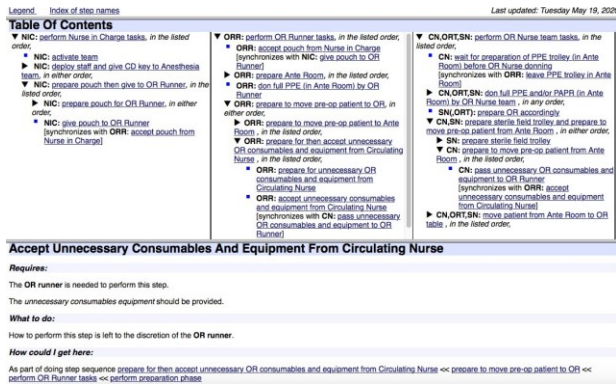 Legend Index of step names
Last updated: Tuesday May 19, 2020
Table Of Contents
▼ NIC: perform Nurse in Charge tasks, in the listed
order,
NIC: activate team
▶ NIC: deploy staff and give CD key to Anesthesia
team, in either order,
▼ NIC: prepare pouch then give to OR Runner, in the
listed order,
▶ NIC: prepare pouch for OR Runner, in either
order,
NIC: give pouch to OR Runner
[synchronizes with ORR: accept pouch from
Nurse in Charge]
▼ ORR: perform OR Runner tasks, in the listed order,
ORR: accept pouch from Nurse in Charge
[synchronizes with NIC: give pouch to OR
Runner]
▶ ORR: prepare Ante Room, in the listed order,
ORR: don full PPE (in Ante Room) by OR
Runner
▼ ORR: prepare to move pre-op patient to OR, in
either order,
▶ ORR: prepare to move pre-op patient to Ante
Room , in the listed order,
▼ ORR: prepare for then accept unnecessary
OR consumables and equipment from Circulating
Nurse , in the listed order,
ORR: prepare for unnecessary OR
consumables and equipment from
Circulating Nurse
ORR: accept unnecessary consumables
and equipment from Circulating Nurse
[synchronizes with CN: pass unnecessary
OR consumables and equipment to OR
Runner]
▼ CN,ORT,SN: perform OR Nurse team tasks, in the
listed order,
CN: wait for preparation of PPE trolley (in Ante
Room) before OR Nurse donning
[synchronizes with ORR: leave PPE trolley in Ante
Room]
▶ CN,ORT,SN: don full PPE and/or PAPR (in Ante
Room) by OR Nurse team , in any order,
SN(,ORT): prepare OR accordingly
▼ CN,SN: prepare sterile field trolley and prepare to
move pre-op patient from Ante Room , in either order,
▶ SN: prepare sterile field trolley
▼ CN: prepare to move pre-op patient from Ante
Room , in the listed order,
CN: pass unnecessary OR consumables and
equipment to OR Runner
[synchronizes with ORR: accept
unnecessary consumables and equipment
from Circulating Nurse]
▶ CN,ORT,SN: move patient from Ante Room to OR
table , in the listed order,
Accept Unnecessary Consumables And Equipment From Circulating Nurse
Requires:
The OR runner is needed to perform this step.
The unnecessary consumables equipment should be provided.
What to do:
How to perform this step is left to the discretion of the OR runner.
How could I get here:
As part of doing step sequence prepare for then accept unnecessary OR consumables and equipment from Circulating Nurse << prepare to move pre-op patient to OR <<
perform OR Runner tasks << perform preparation phase